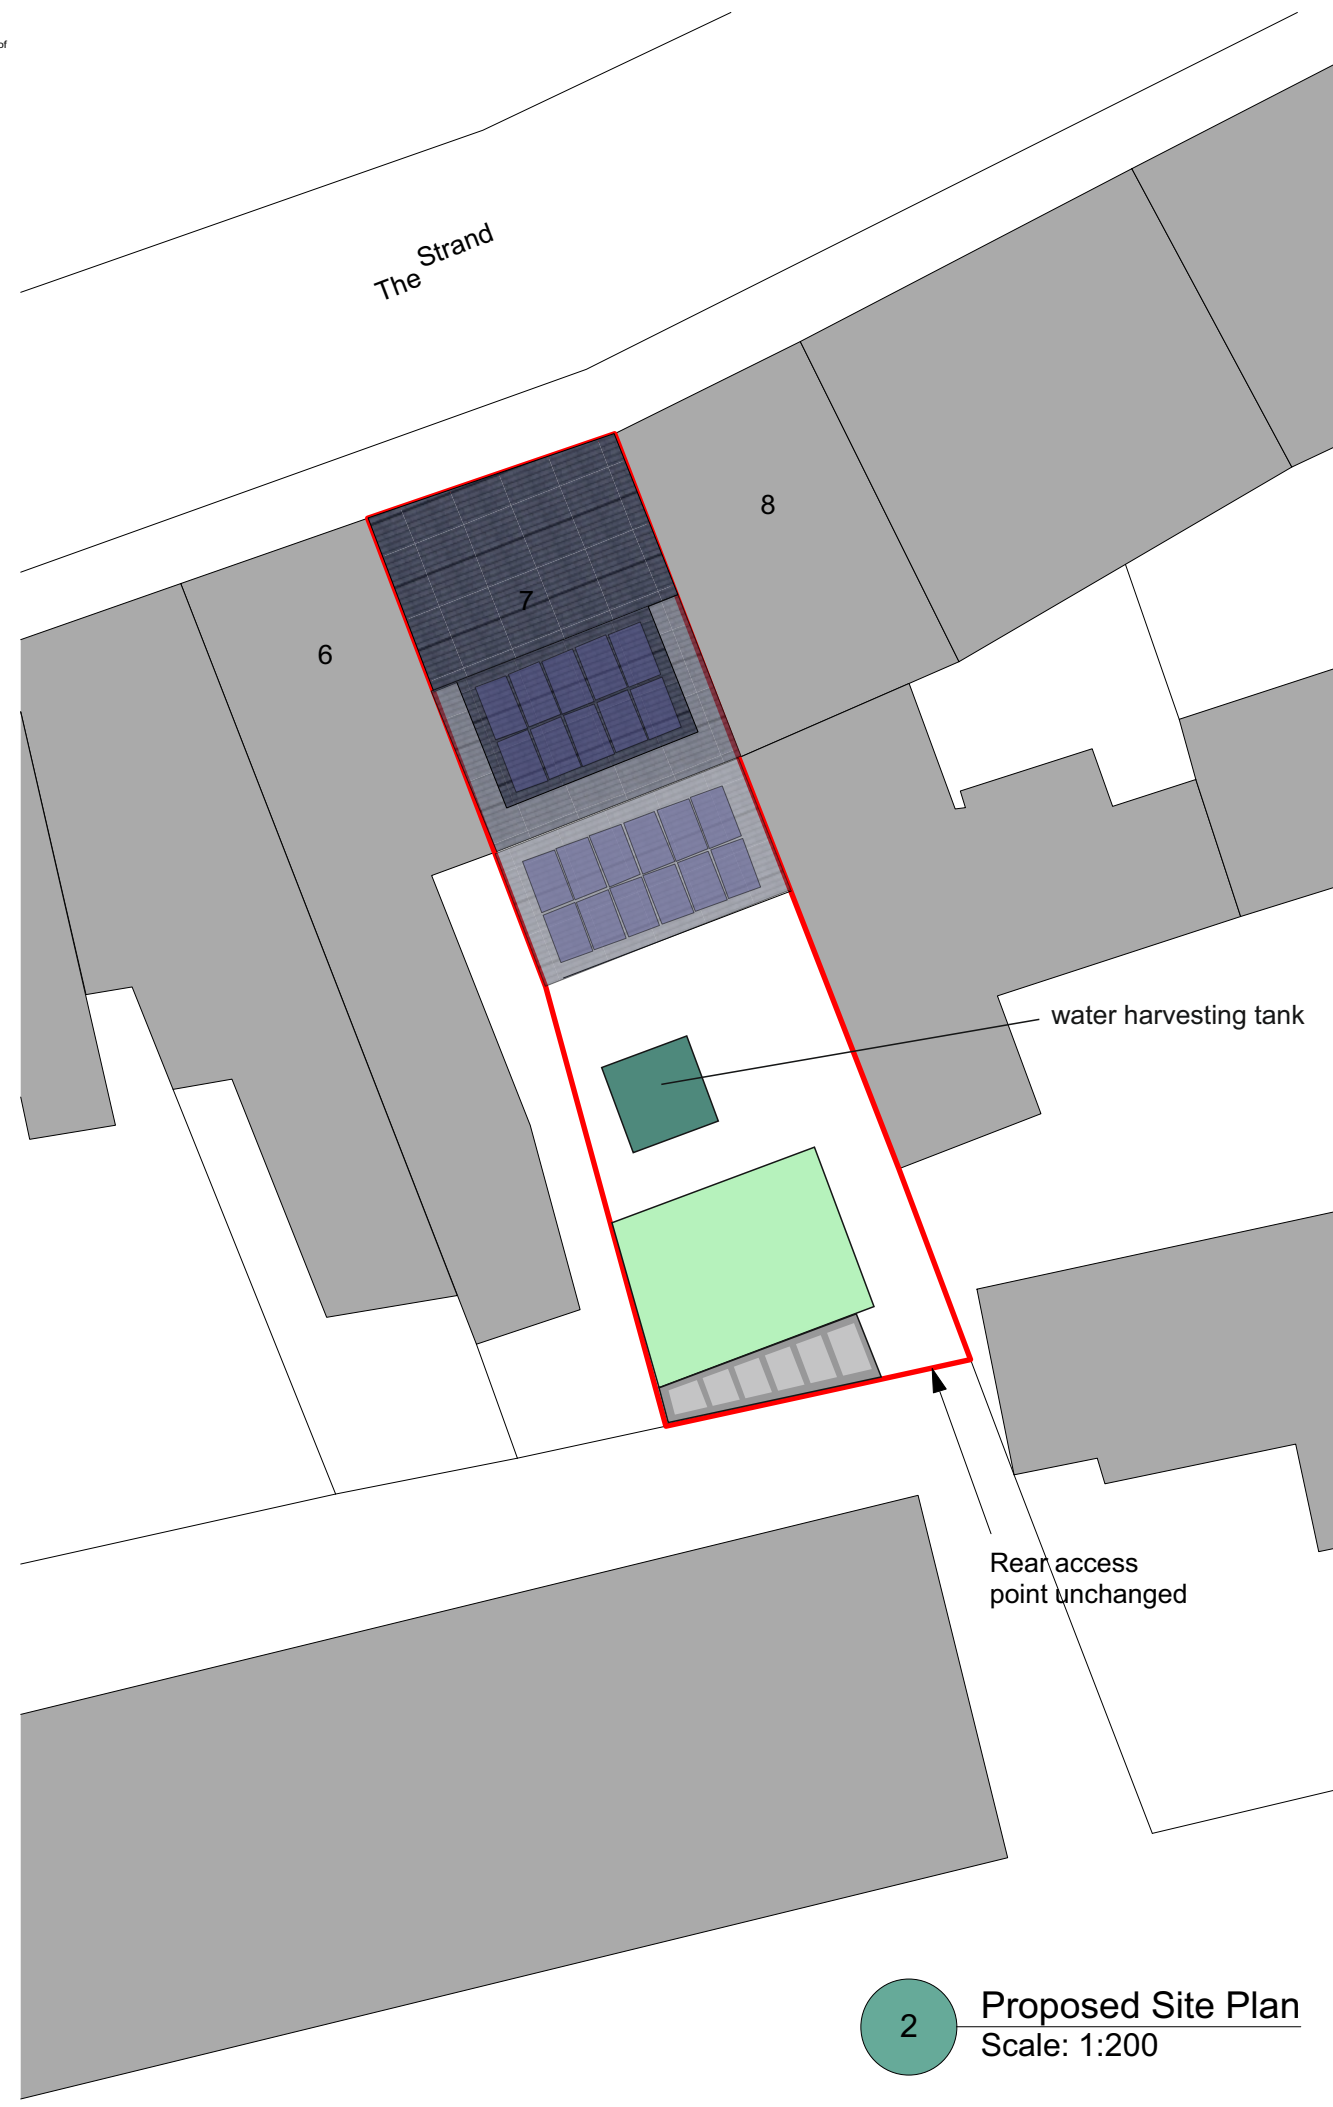 of
The Strand
8
7
6
water harvesting tank
Rear access
point unchanged
2
Proposed Site Plan
Scale: 1:200